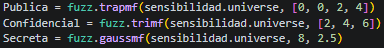 Publica = fuzz.trapmf(sensibilidad.universe, [0, 0, 2, 4])
Confidencial = fuzz.trimf(sensibilidad.universe, [2, 4, 6])
Secreta = fuzz.gaussmf(sensibilidad.universe, 8, 2.5)